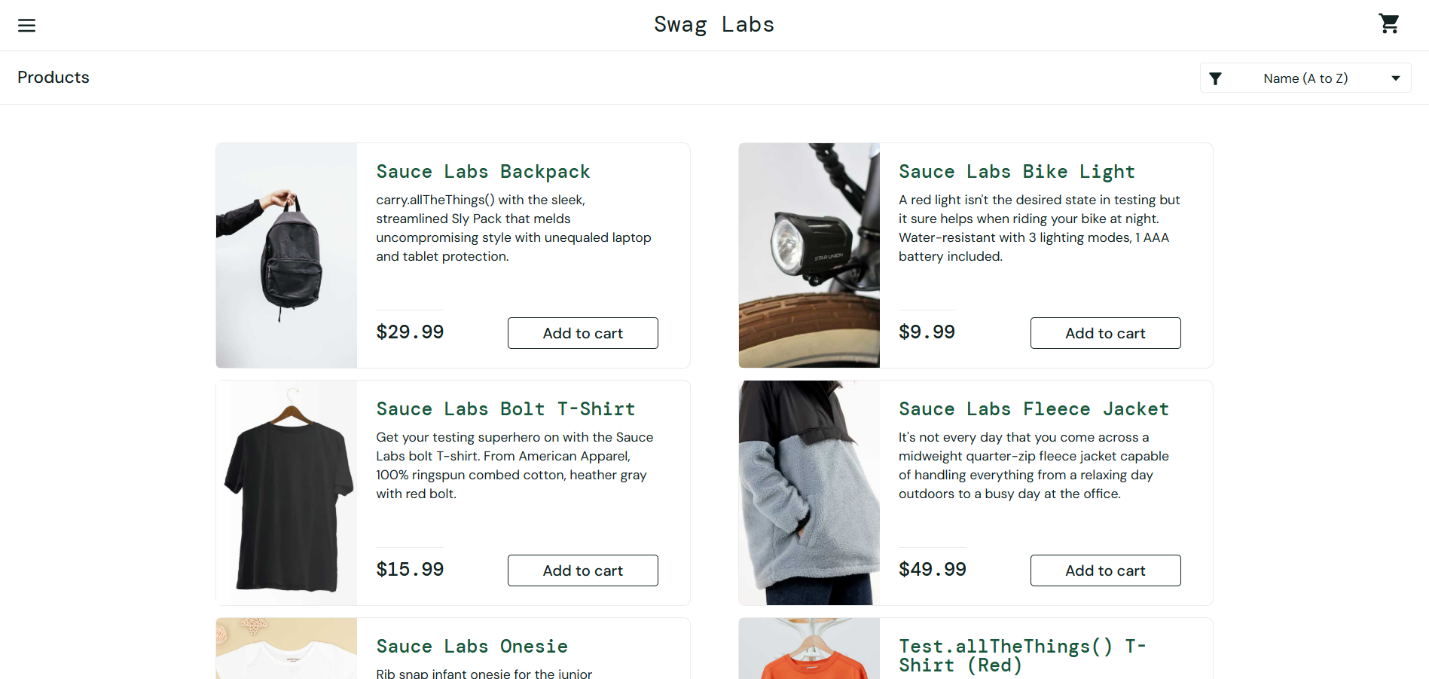 Swag Labs
Products
Name (A to Z)
Sauce Labs Backpack
carry.allTheThings() with the sleek,
streamlined Sly Pack that melds
uncompromising style with unequaled laptop
and tablet protection.
$29.99
Add to cart
Sauce Labs Bike Light
A red light isn't the desired state in testing but
it sure helps when riding your bike at night.
Water-resistant with 3 lighting modes, 1 AAA
battery included.
$9.99
Add to cart
Sauce Labs Bolt T-Shirt
Get your testing superhero on with the Sauce
Labs bolt T-shirt. From American Apparel,
100% ringspun combed cotton, heather gray
with red bolt.
$15.99
Add to cart
Sauce Labs Fleece Jacket
It's not every day that you come across a
midweight quarter-zip fleece jacket capable
of handling everything from a relaxing day
outdoors to a busy day at the office.
$49.99
Add to cart
Sauce Labs Onesie
Rib snap infant onesie for the junior
Test.allTheThings() T-
Shirt (Red)